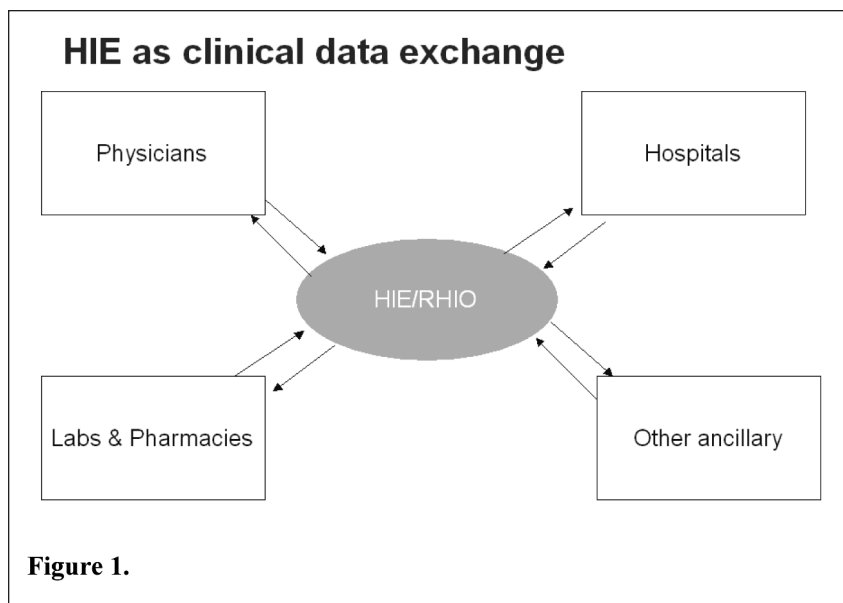 HIE as clinical data exchange
Physicians
Hospitals
HIE/RHIO
Labs & Pharmacies
Other ancillary
Figure 1.